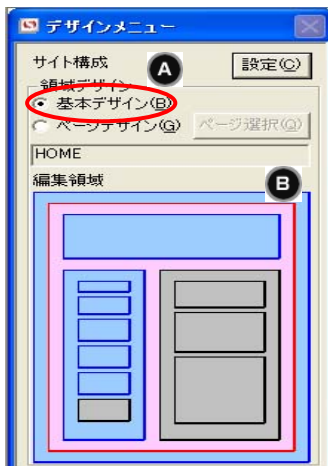 デザインメニュー
サイト構成
A
設定(C)
領域デザイン
基本デザイン(B)
ページデザイン(G)
ページ選択(Q)
HOME
編集領域
B